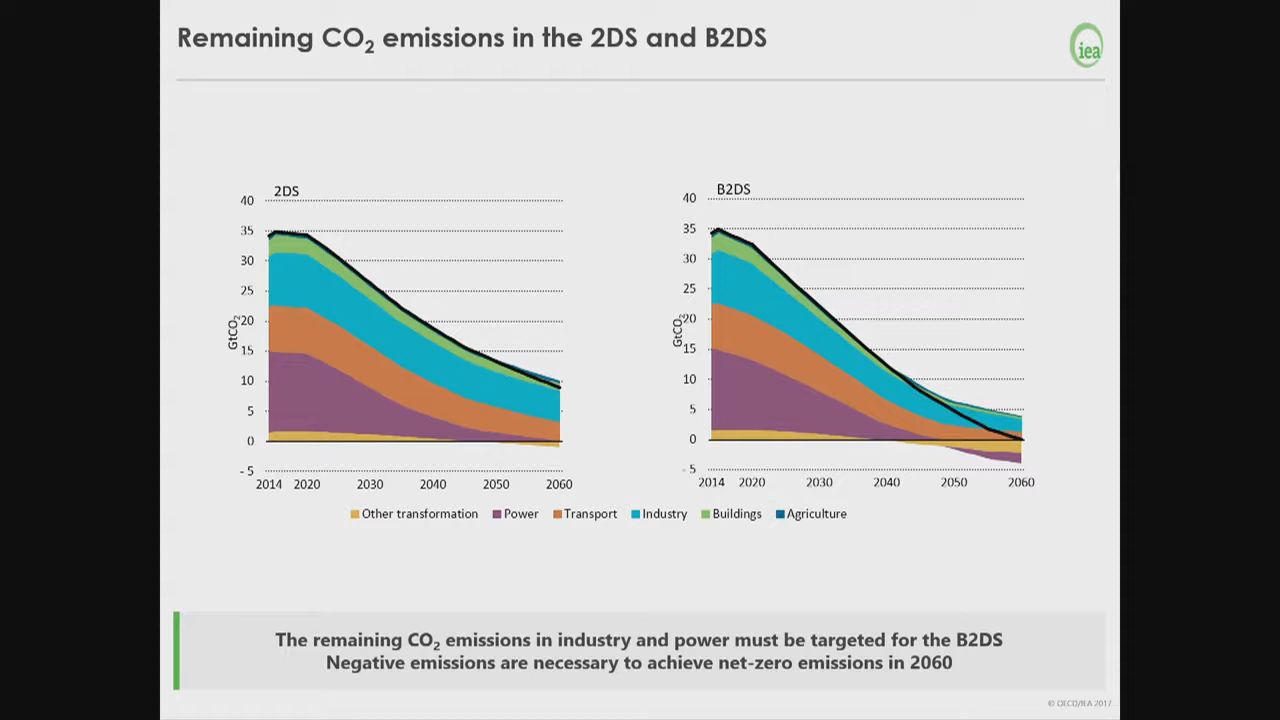 Remaining CO₂ emissions in the 2DS and B2DS
iea
2DS
40
35
30
25
20
15
10
5
0
- 5
GtCO₂
2014 2020 2030 2040 2050 2060
B2DS
40
35
30
25
20
15
10
5
0
- 5
GtCO₂
2014 2020 2030 2040 2050 2060
Other transformation Power Transport Industry Buildings Agriculture
The remaining CO₂ emissions in industry and power must be targeted for the B2DS
Negative emissions are necessary to achieve net-zero emissions in 2060
© OECD/IEA 2017